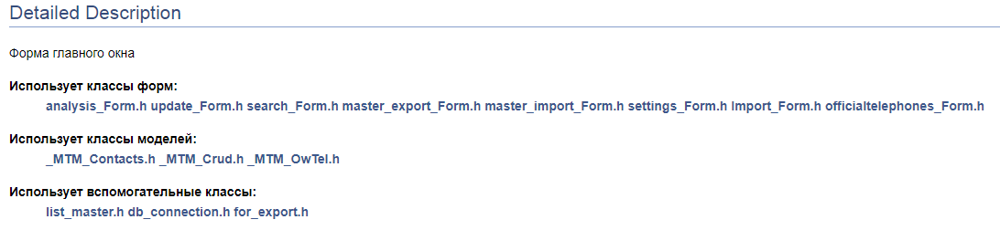 Detailed Description
Форма главного окна
Использует классы форм:
analysis_Form.h update_Form.h search_Form.h master_export_Form.h master_import_Form.h settings_Form.h Import_Form.h officialtelephones_Form.h
Использует классы моделей:
_MTM_Contacts.h _MTM_Crud.h _MTM_OwTel.h
Использует вспомогательные классы:
list_master.h db_connection.h for_export.h